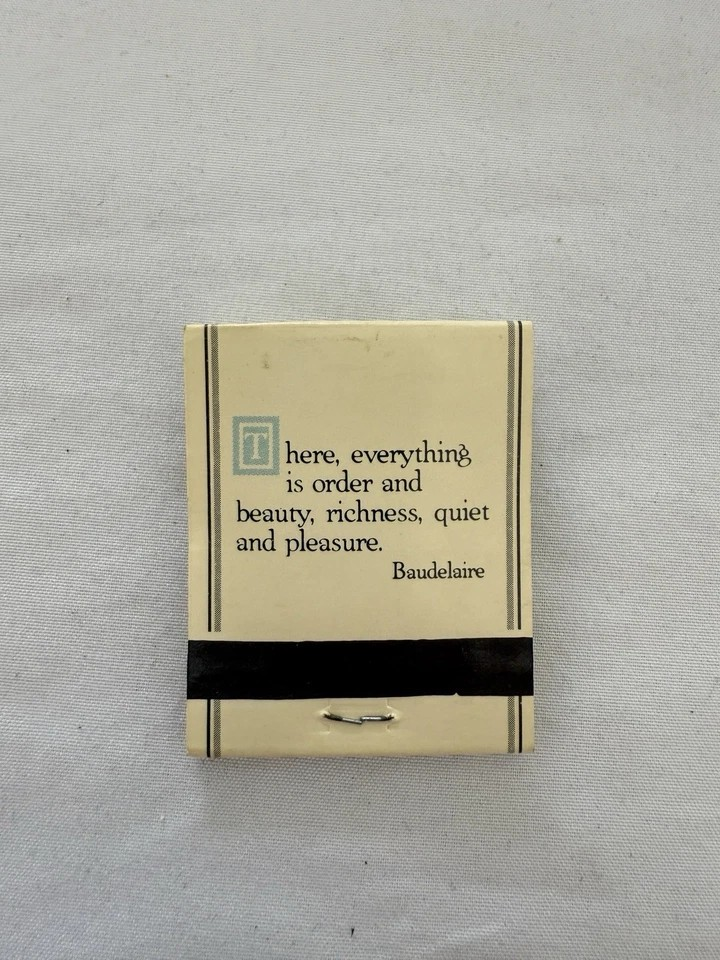 There, everything
is order and
beauty, richness, quiet
and pleasure.
Baudelaire